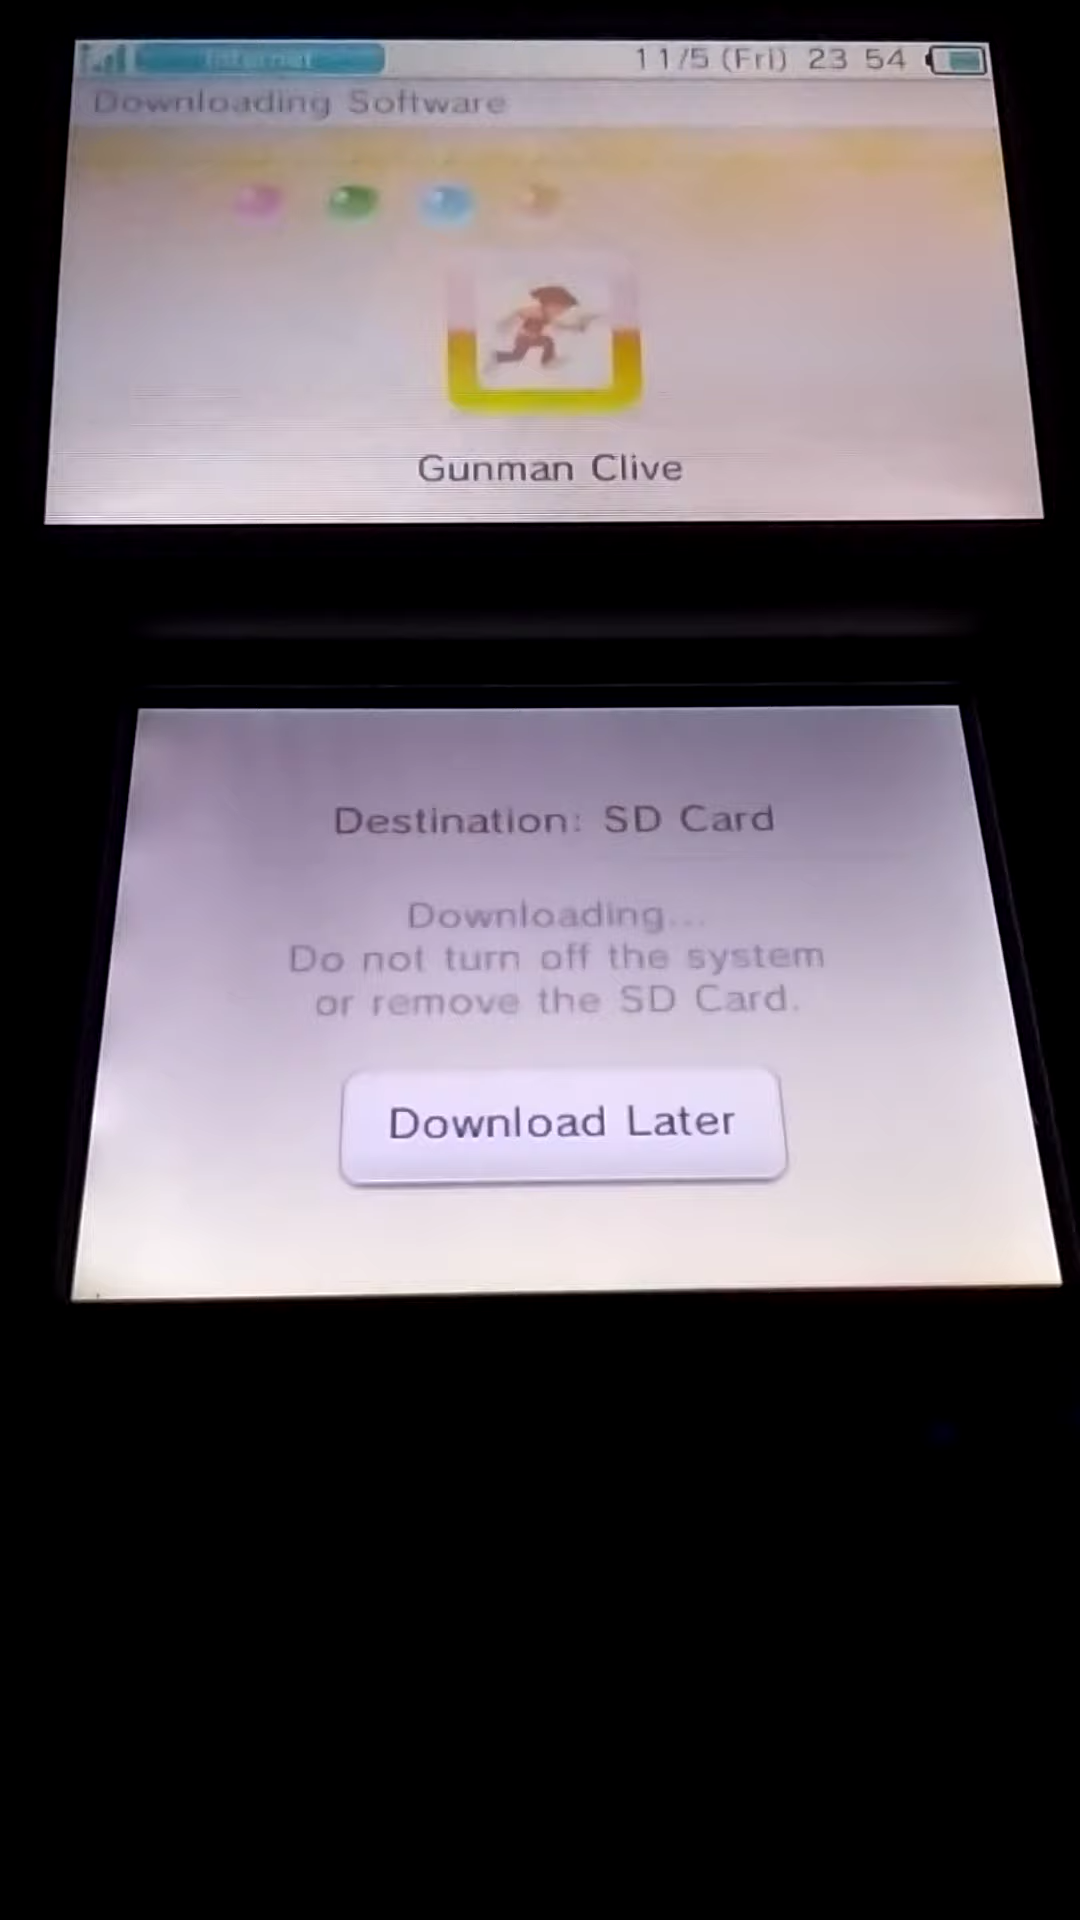 Internet 11/5 (Fri) 23 54
Downloading Software
Gunman Clive
Destination: SD Card
Downloading...
Do not turn off the system
or remove the SD Card.
Download Later